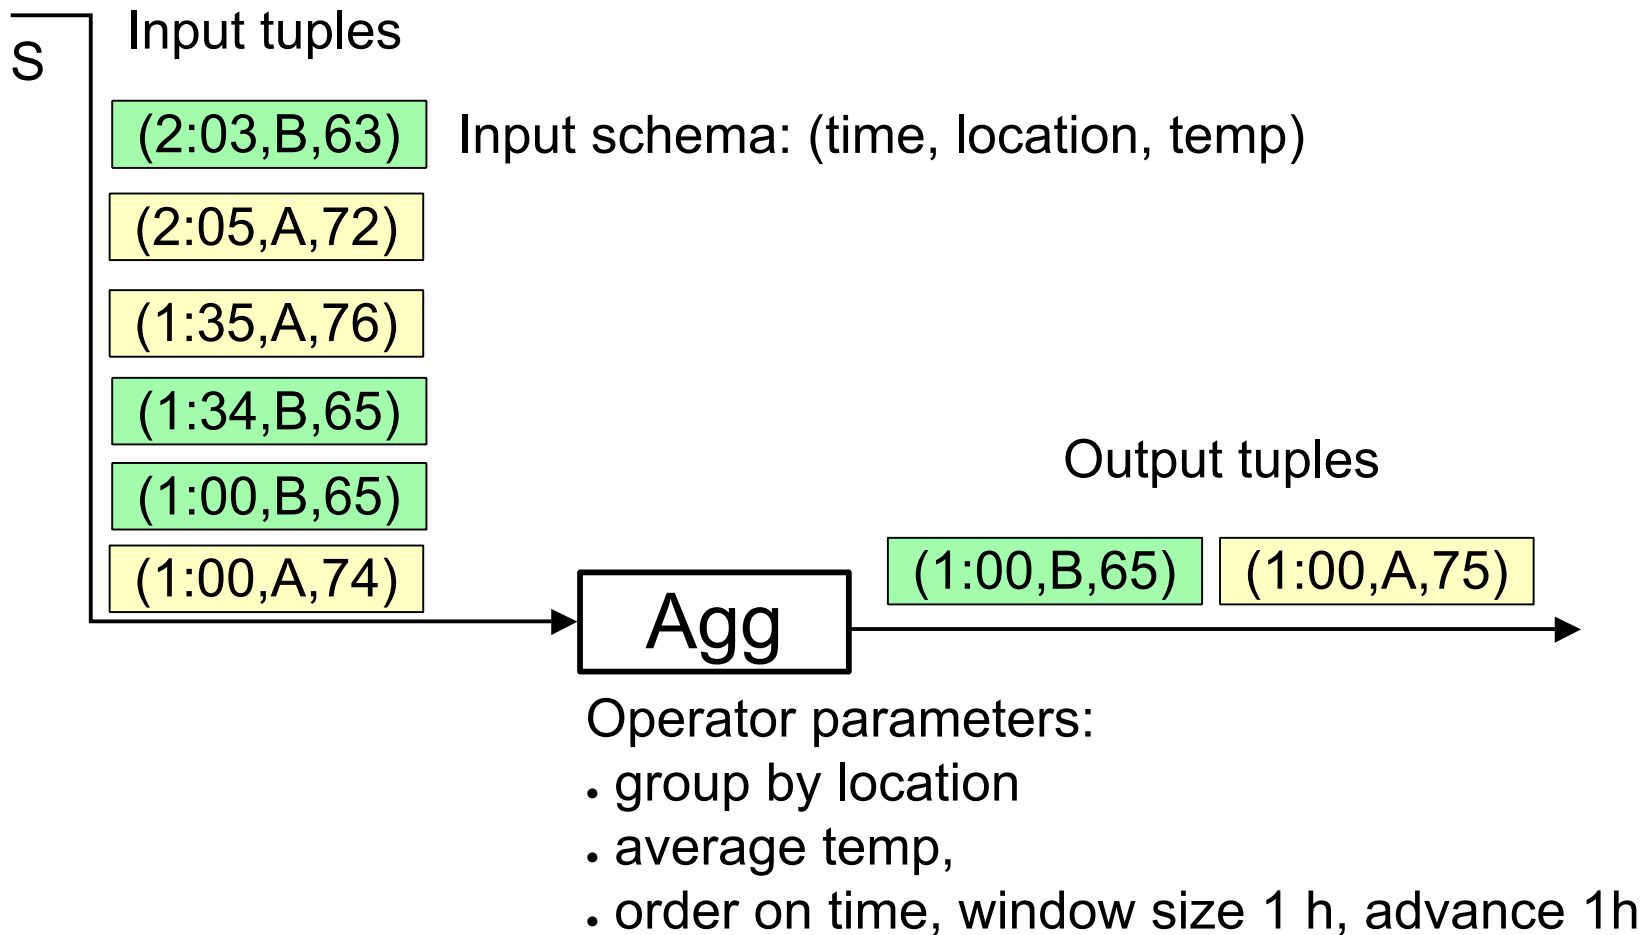 S
Input tuples
(2:03,B,63)
Input schema: (time, location, temp)
(2:05,A,72)
(1:35,A,76)
(1:34,B,65)
(1:00,B,65)
(1:00,A,74)
Output tuples
(1:00,B,65)
(1:00,A,75)
Agg
Operator parameters:
• group by location
• average temp,
• order on time, window size 1 h, advance 1h